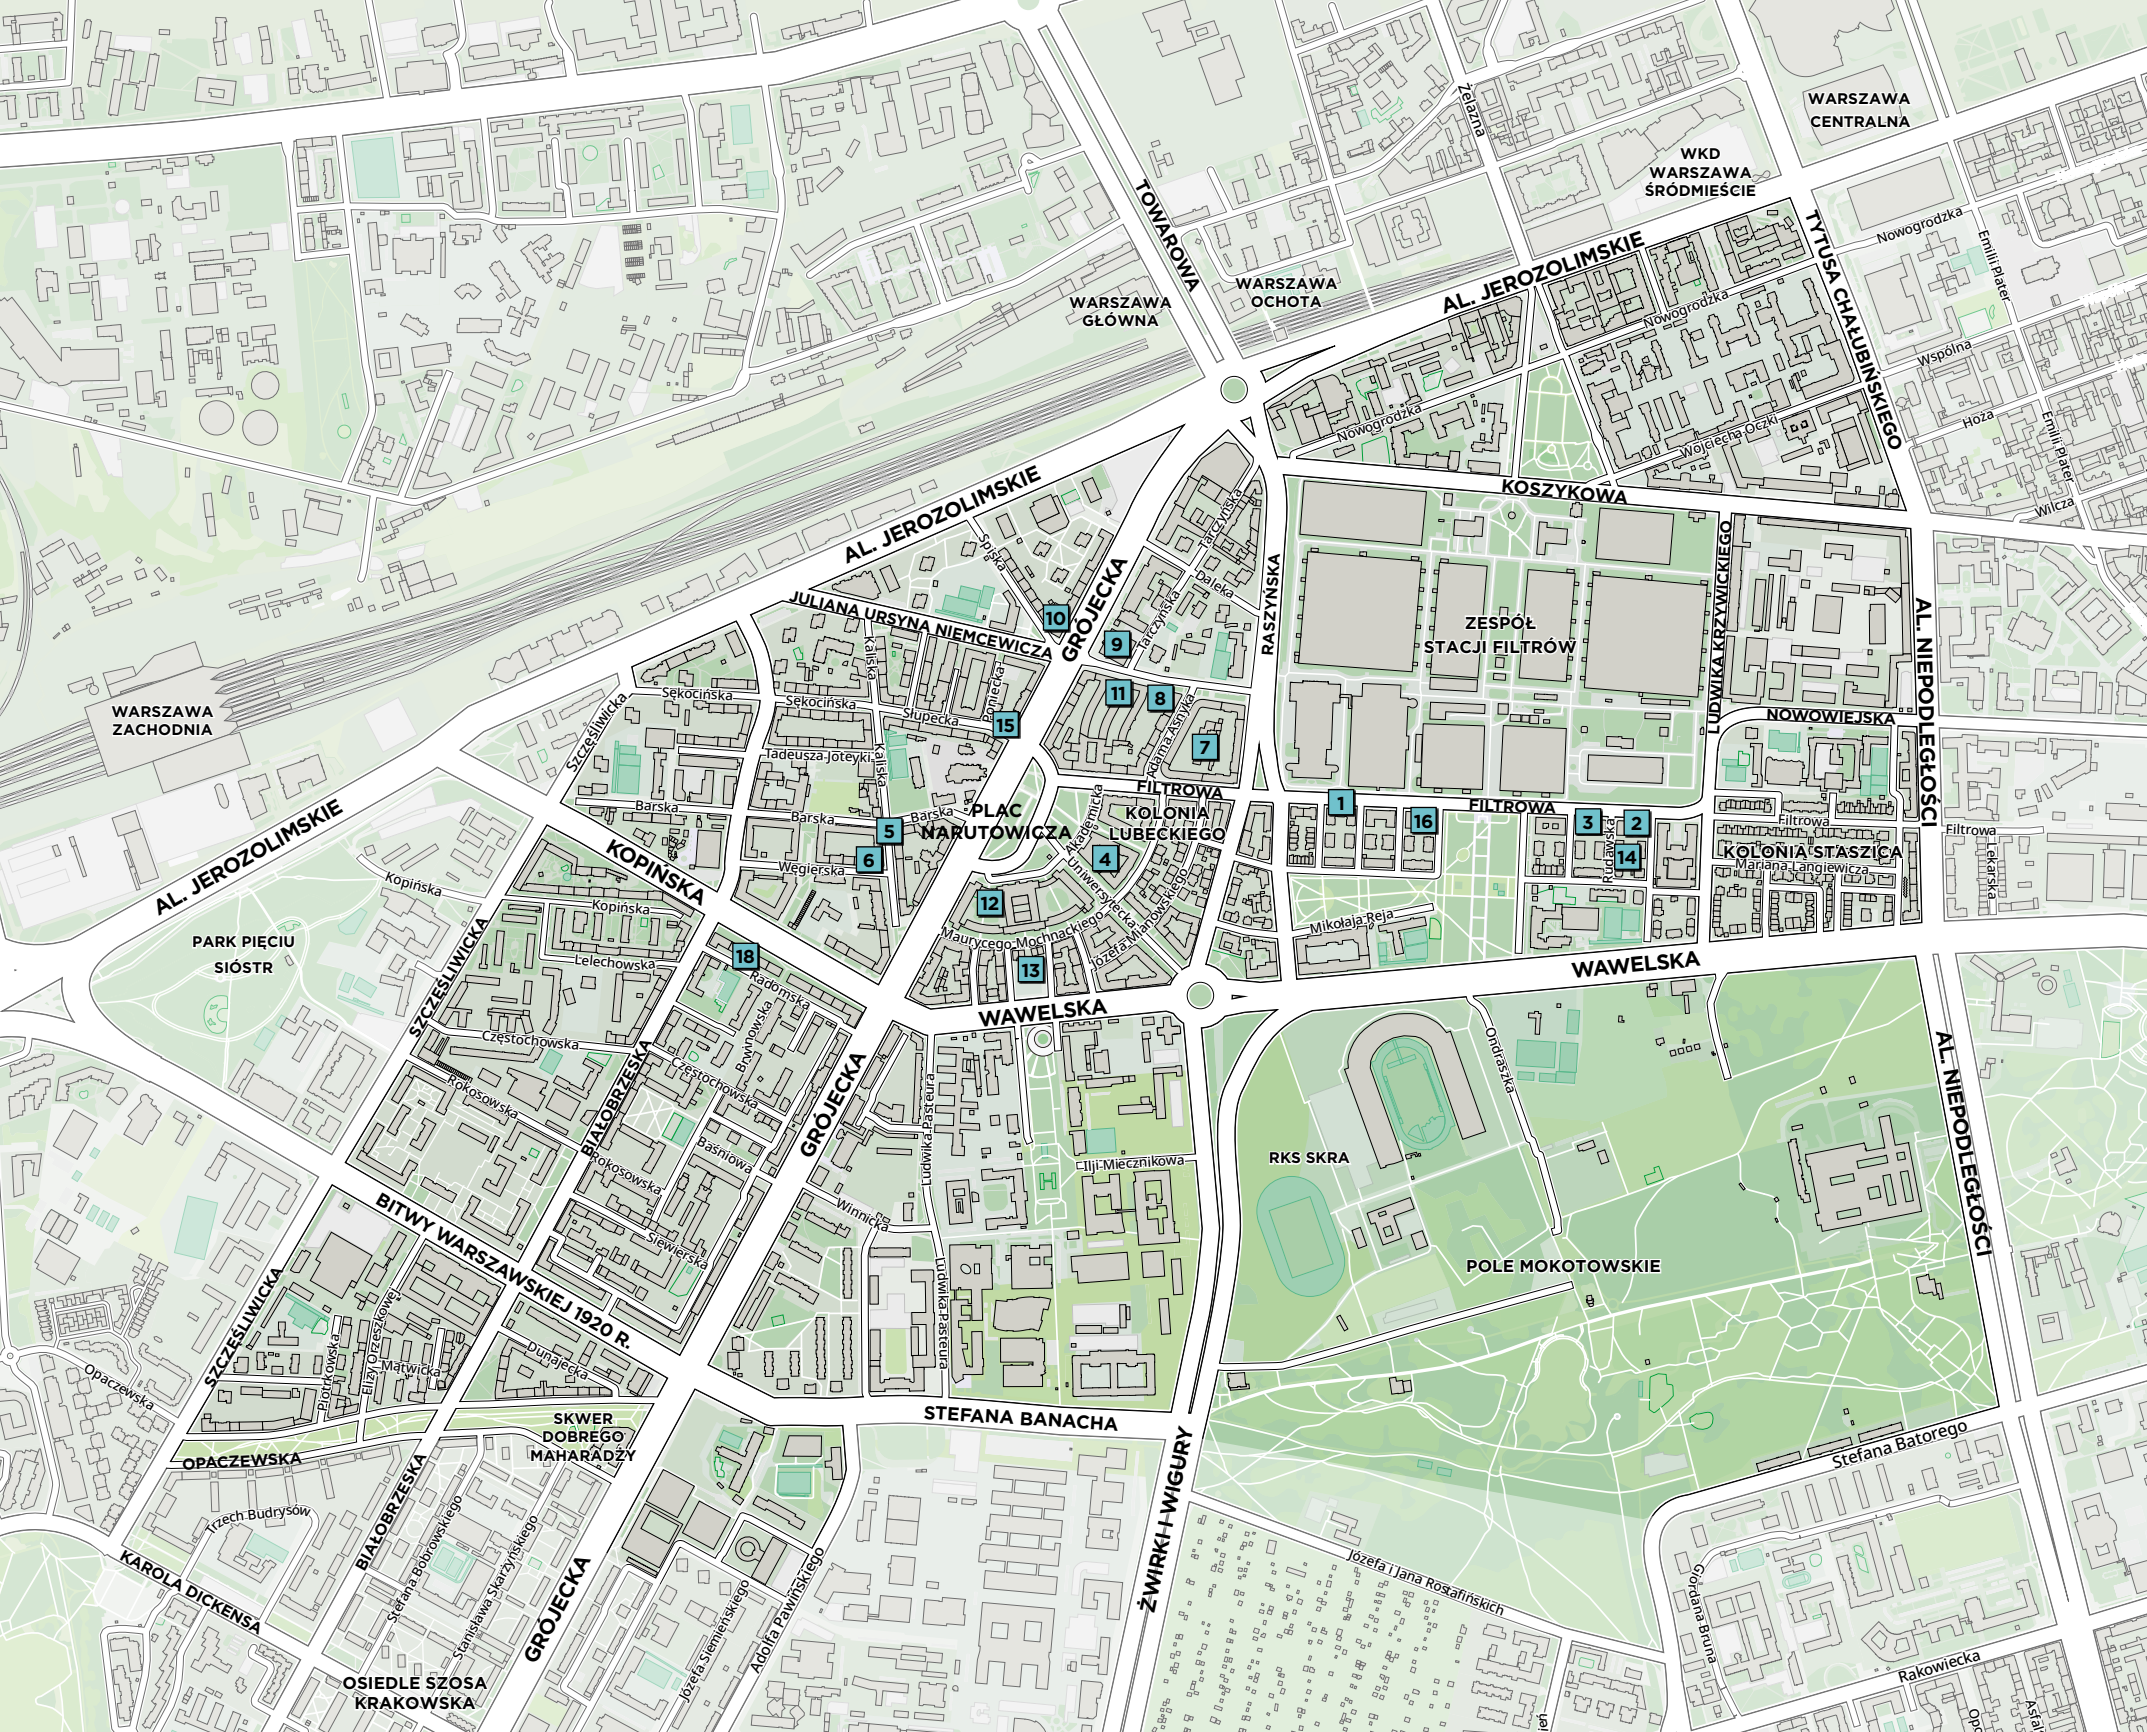 WARSZAWA
CENTRALNA
Żelazna
WKD
WARSZAWA
ŚRÓDMIEŚCIE
TOWAROWA
Nowogrodzka
Emilii Plater
TYTUSA CHAŁUBIŃSKIEGO
AL. JEROZOLIMSKIE
WARSZAWA
OCHOTA
WARSZAWA
GŁÓWNA
Nowogrodzka
Wspólna
Nowogrodzka
Hoża
Emilii Plater
Wojciecha Oczki
Wilcza
KOSZYKOWA
AL. JEROZOLIMSKIE
Tarczyńska
Spiska
Daleka
GRÓJECKA
RASZYŃSKA
LUDWIKA KRZYWICKIEGO
AL. NIEPODLEGŁOŚCI
JULIANA URSYNA NIEMCEWICZA
10
9
Tarczyńska
ZESPÓŁ
STACJI FILTRÓW
Kaliska
Sękocińska
Sękocińska
Słupecka
11
8
Adama Asnyka
15
7
NOWOWIEJSKA
WARSZAWA
ZACHODNIA
Szczęśliwicka
Tadeusza Joteyki
Kaliska
FILTROWA
1
FILTROWA
16
3
2
Filtrowa
Filtrowa
Barska
Barska
Barska
5
PLAC
NARUTOWICZA
Akademicka
KOLONIA
LUBECKIEGO
6
Węgierska
4
14
Rudawska
KOLONIA STASZICA
Mariana Langiewicza
Lekarska
AL. JEROZOLIMSKIE
KOPIŃSKA
Kopińska
Kopińska
12
Uniwersytecka
Józefa Mianowskiego
Maurycego Mochnackiego
Mikołaja Reja
PARK PIĘCIU
SIÓSTR
SZCZĘŚLIWICKA
Lelechowska
18
Radomska
13
WAWELSKA
WAWELSKA
Częstochowska
Brwinowska
Częstochowska
Ondraszka
AL. NIEPODLEGŁOŚCI
Rokosowska
BIAŁOBRZESKA
GRÓJECKA
Ludwika Pasteura
Baśniowa
Rokosowska
Ilji Miecznikowa
RKS SKRA
BITWY WARSZAWSKIEJ 1920 R.
Winnicka
Siewierska
Ludwika Pasteura
POLE MOKOTOWSKIE
SZCZĘŚLIWICKA
Piotrkowska
Elizy Orzeszkowej
Mątwicka
Opaczewska
Dunajecka
SKWER
DOBREGO
MAHARADŻY
STEFANA BANACHA
OPACZEWSKA
ŻWIRKI I WIGURY
Stefana Batorego
Trzech Budrysów
BIAŁOBRZESKA
Stefana Bobrowskiego
Stanisława Skarżyńskiego
GRÓJECKA
KAROLA DICKENSA
Józefa Siemieńskiego
Adolfa Pawińskiego
Józefa i Jana Rostafińskich
Giordana Bruna
Rakowiecka
OSIEDLE SZOSA
KRAKOWSKA